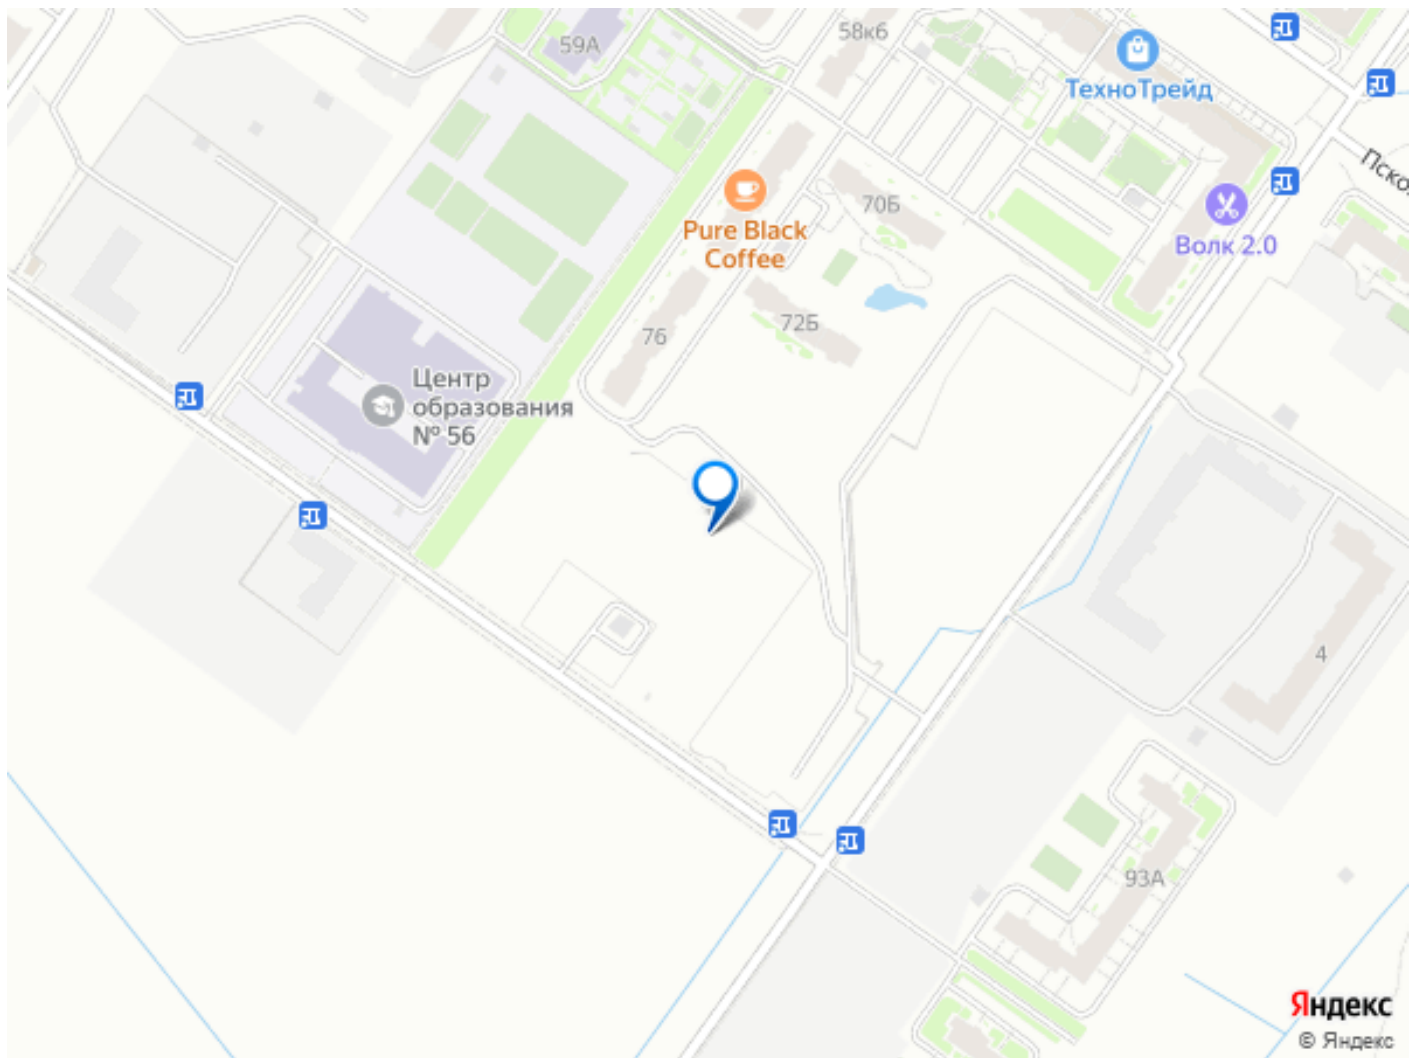 59А
58к6
ТехноТрейд
Пско
Pure Black
Coffee
70Б
Волк 2.0
72Б
76
Центр
образования
№ 56
4
93А
Яндекс
© Яндекс